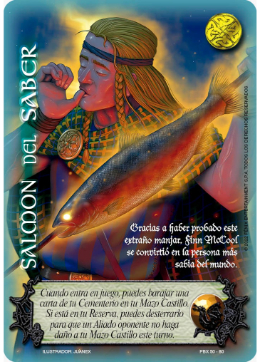 SALMON DEL SABER
Gracias a haber probado este
extraño manjar, Finn McCool
se convirtió en la persona más
sabia del mundo.
Cuando entra en juego, puedes barajar una
carta de tu Cementerio en tu Mazo Castillo.
Si está en tu Reserva, puedes desterrarlo
para que un Aliado oponente no haga
daño a tu Mazo Castillo este turno.
ILUSTRADOR: JUÁREX